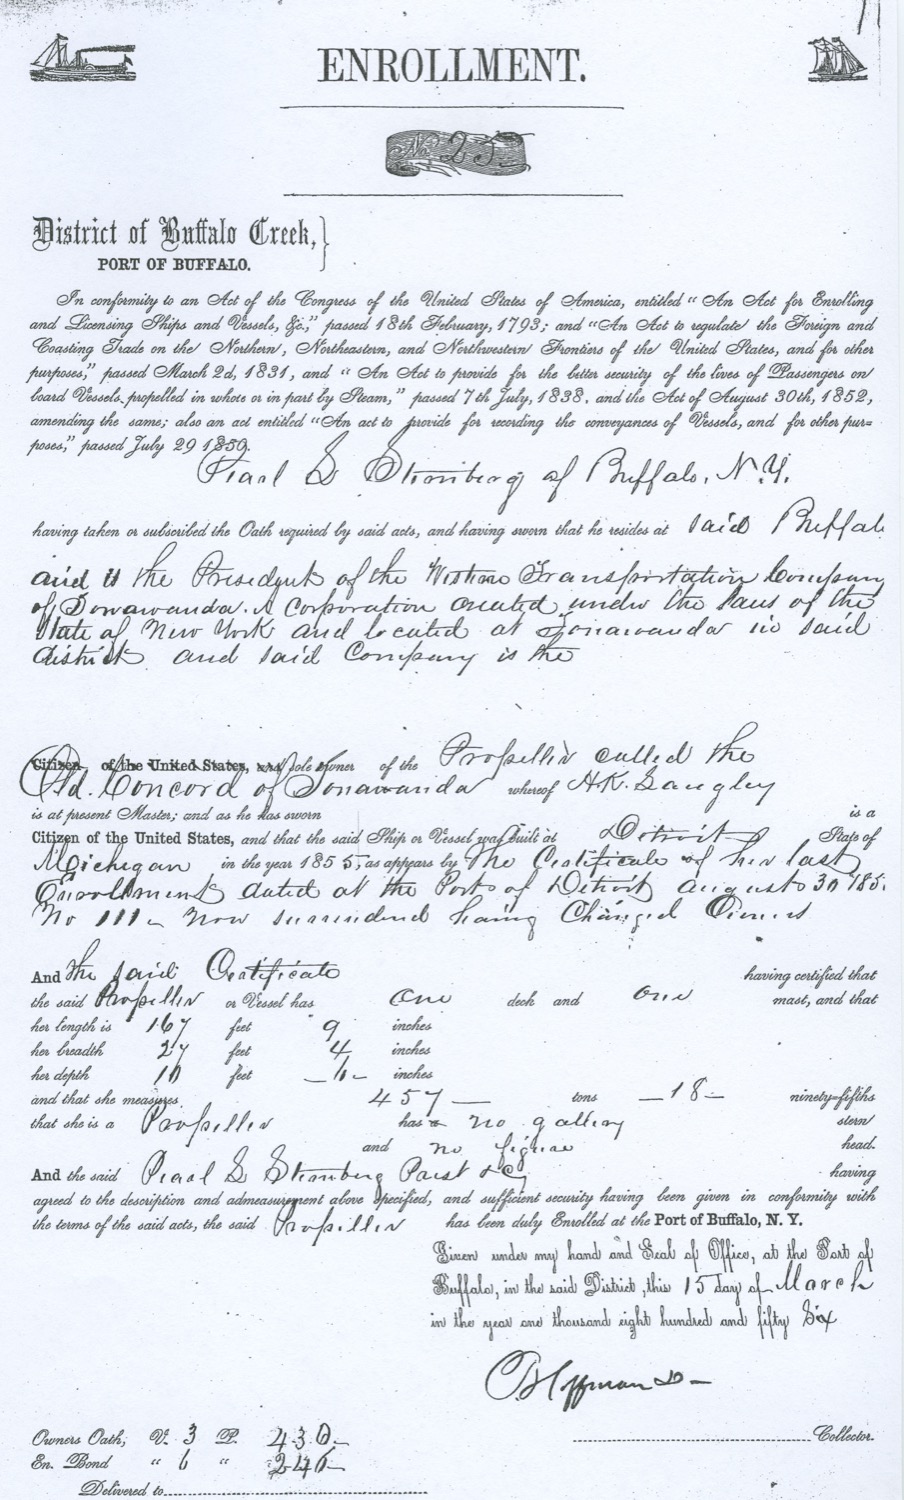 ENROLLMENT.
No 25
District of Buffalo Creek,
PORT OF BUFFALO.
In conformity to an Act of the Congress of the United States of America, entitled "An Act for Enrolling
and Licensing Ships and Vessels, &c," passed 18th February, 1793; and "An Act to regulate the Foreign and
Coasting Trade on the Northern, Northeastern, and Northwestern Frontiers of the United States, and for other
purposes," passed March 2d, 1831, and "An Act to provide for the better security of the lives of Passengers on
board Vessels propelled in whole or in part by Steam," passed 7th July, 1838. and the Act of August 30th, 1852,
amending the same; also an act entitled "An act to provide for recording the conveyances of Vessels, and for other pur=
poses," passed July 29 1850.
Pearl L Sternberg of Buffalo, N.Y.
having taken or subscribed the Oath required by said acts, and having sworn that he resides at said Buffalo
and is the President of the Western Transportation Company
of Tonawanda. A corporation created under the laws of the
State of New York and located at Tonawanda in said
district and said Company is the
Citizen of the United States, sole owner of the Propeller called the
Concord of Tonawanda whereof H.K. Langley
is at present Master; and as he has sworn is a
Citizen of the United States, and that the said Ship or Vessel was built at Detroit State of
Michigan in the year 1855, as appears by The Certificate of her last
Enrollment dated at the Port of Detroit August 30 185
No 111 - Now surrendered having Changed Owners
And the said Certificate having certified that
the said Propeller or Vessel has one deck and one mast, and that
her length is 167 feet 9 inches
her breadth 27 feet 4 inches
her depth feet inches
and that she measures 457 — tons —18— ninety=fifths
that she is a Propeller has no gallery stern
and no figure head.
And the said Pearl L Sternberg Prest &c having
agreed to the description and admeasurement above specified, and sufficient security having been given in conformity with
the terms of the said acts, the said Propeller has been duly Enrolled at the Port of Buffalo, N. Y.
Given under my hand and Seal of Office, at the Port of
Buffalo, in the said District, this 15 day of March
in the year one thousand eight hundred and fifty Six
Collector.
Owners Oath, V. 3 P. 430
En. Bond " 6 " 246
Delivered to